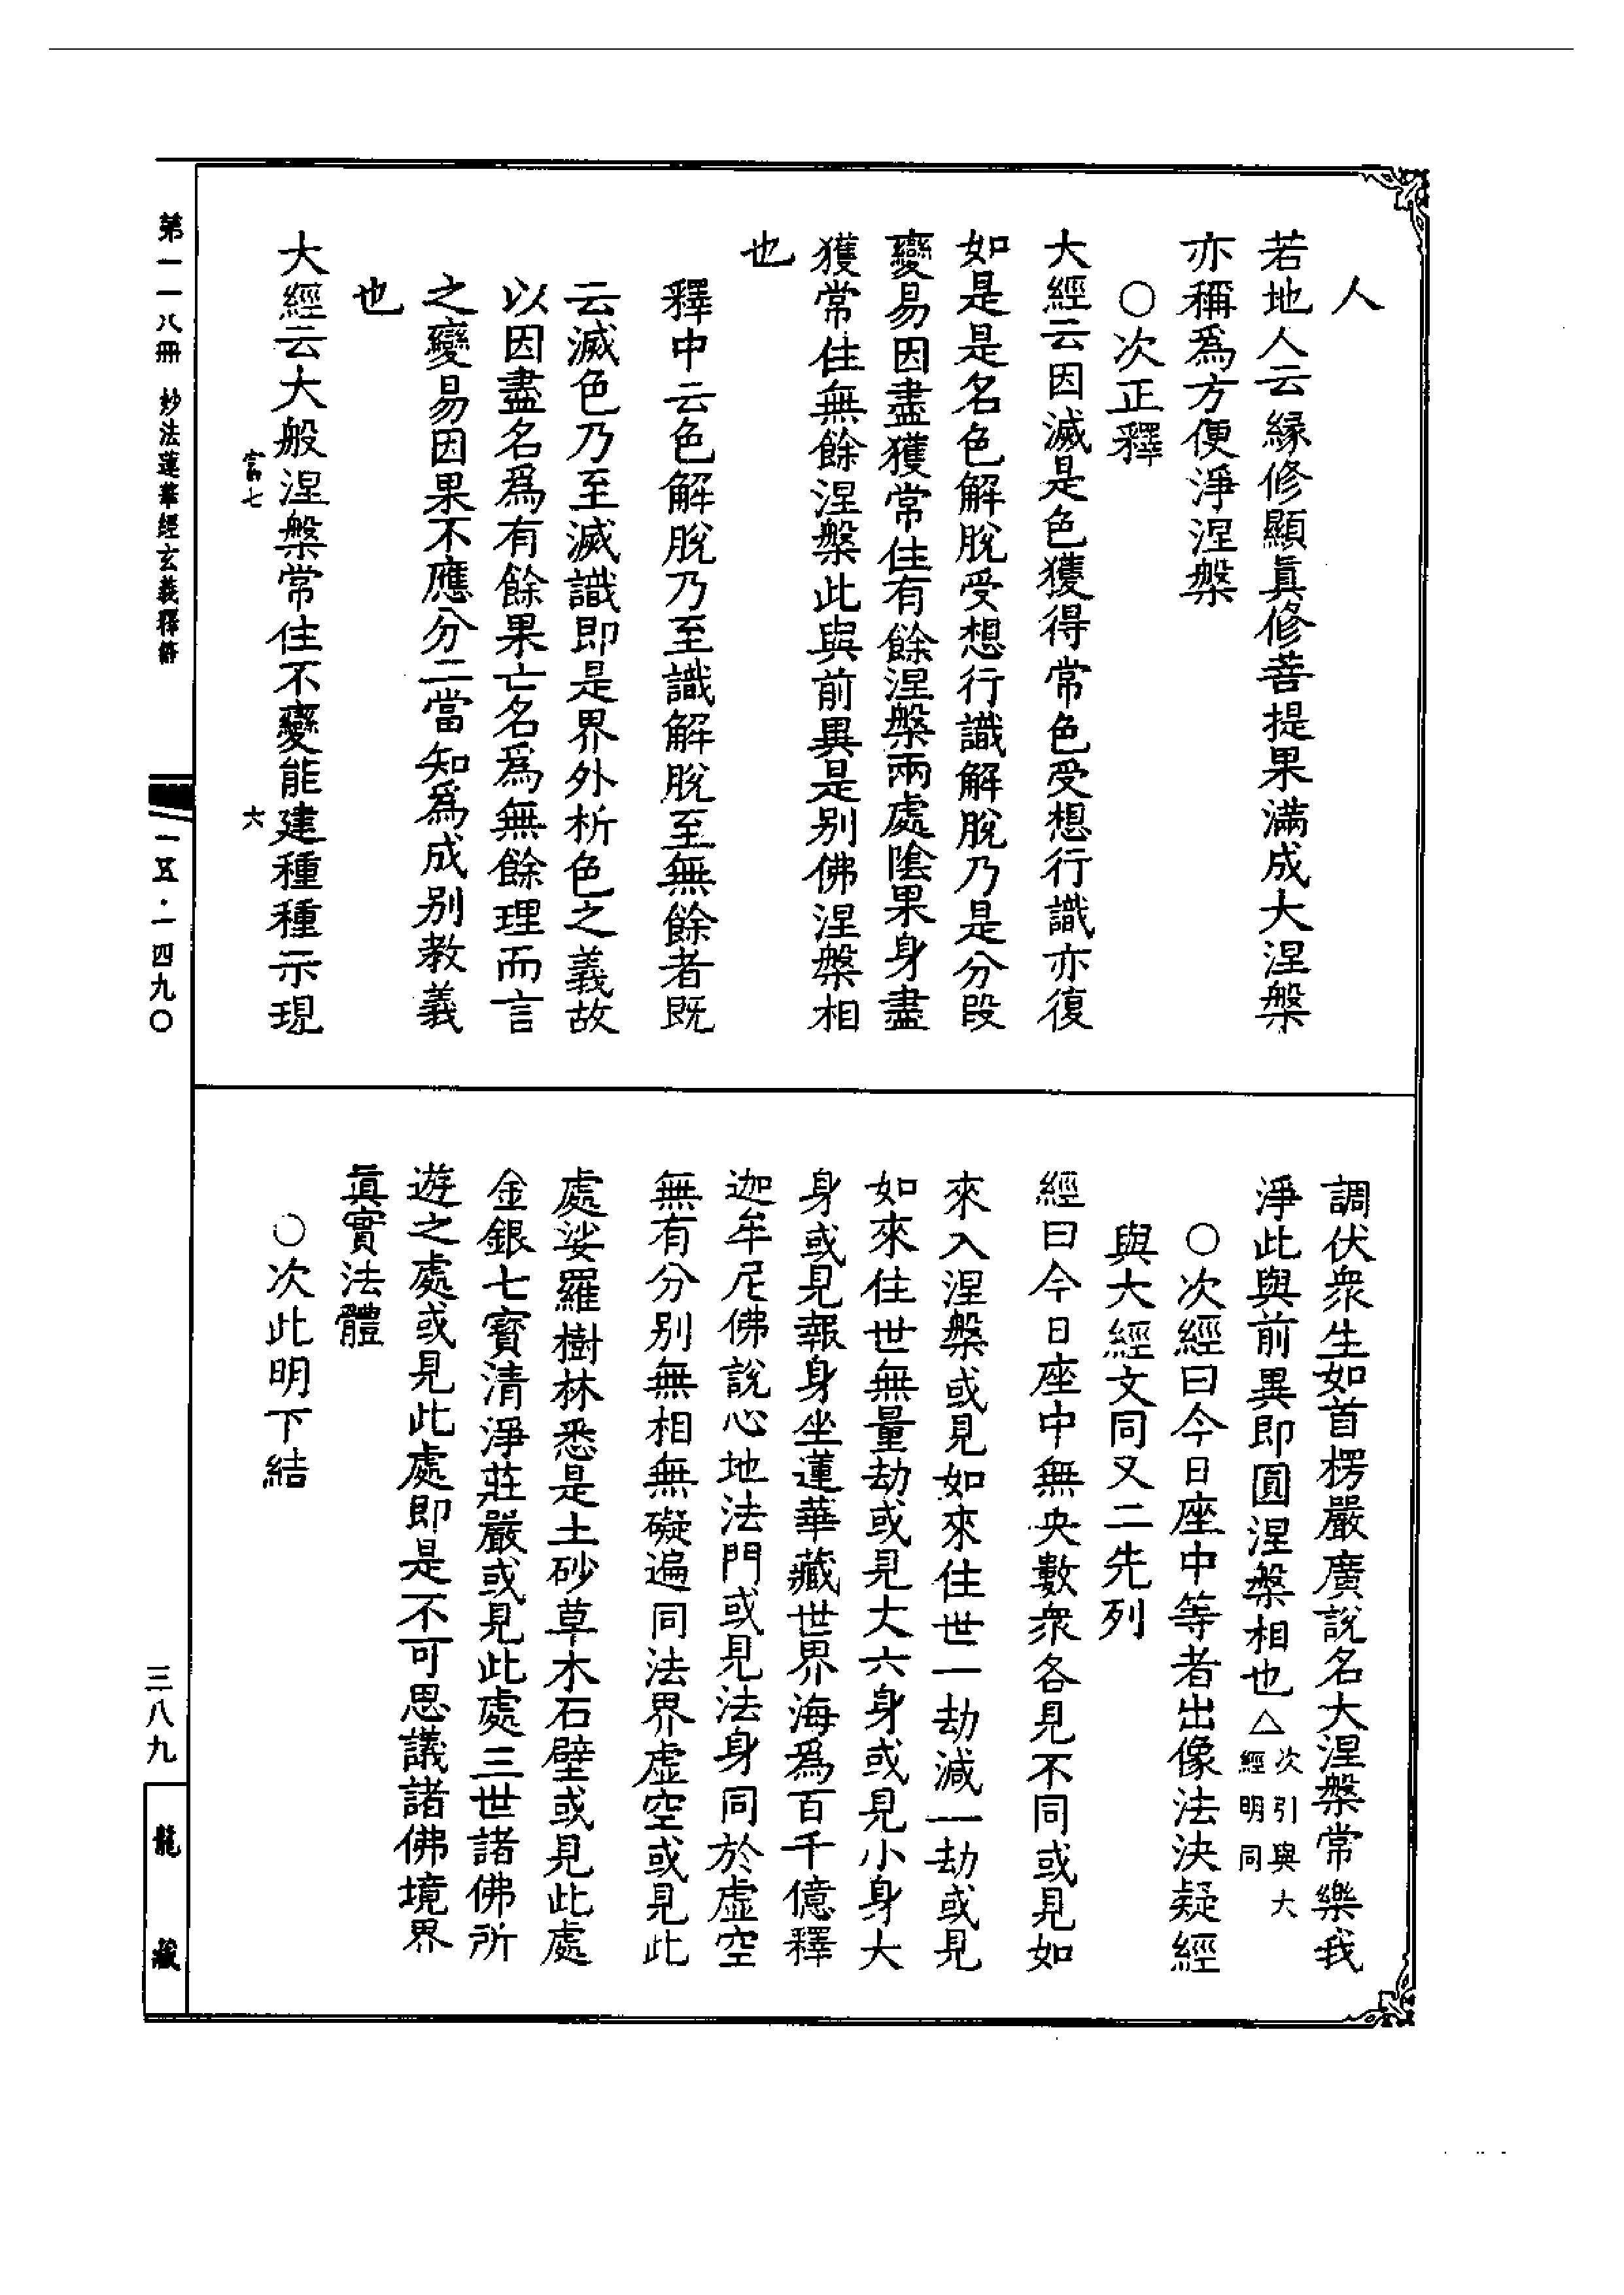 人
若地人云緣修顯眞修菩提果滿成大涅槃
亦稱爲方便淨涅槃
○次正釋
大經云因滅是色獲得常色受想行識亦復
如是是名色解脫受想行識解脫乃是分段
變易因盡獲常住有餘涅槃兩處陰果身盡
獲常住無餘涅槃此與前異是別佛涅槃相
也
釋中云色解脫乃至識解脫至無餘者既
云滅色乃至滅識即是界外析色之義故
以因盡名爲有餘果亡名爲無餘理而言
之變易因果不應分二當知爲成別教義
也
大經云大般涅槃常住不變能建種種示現
富七 六
調伏衆生如首楞嚴廣說名大涅槃常樂我
淨此與前異即圓涅槃相也△次引與大經明同
○次經曰今日座中等者出像法決疑經
與大經文同又二先列
經曰今日座中無央數衆各見不同或見如
來入涅槃或見如來住世一劫減一劫或見
如來住世無量劫或見大六身或見小身大
身或見報身坐蓮華藏世界海爲百千億釋
迦牟尼佛說心地法門或見法身同於虛空
無有分別無相無礙遍同法界虛空或見此
處娑羅樹林悉是土砂草木石壁或見此處
金銀七寶清淨莊嚴或見此處三世諸佛所
遊之處或見此處即是不可思議諸佛境界
眞實法體
○次此明下結
第一一八冊 妙法蓮華經玄義釋籤 一五·一四九〇
三八九
龍藏